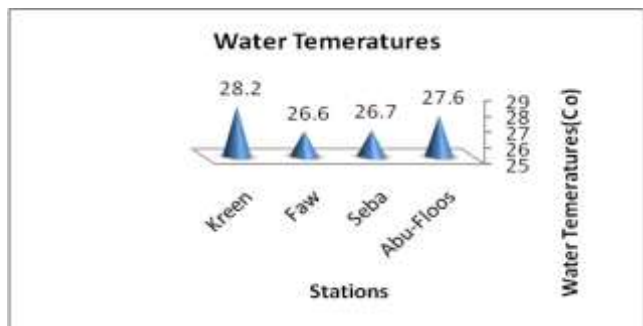 Water Temeratures
28.2
26.6
26.7
27.6
29
28
27
26
25
Kreen
Faw
Seba
Abu-Floos
Stations
Water Temeratures(Co)